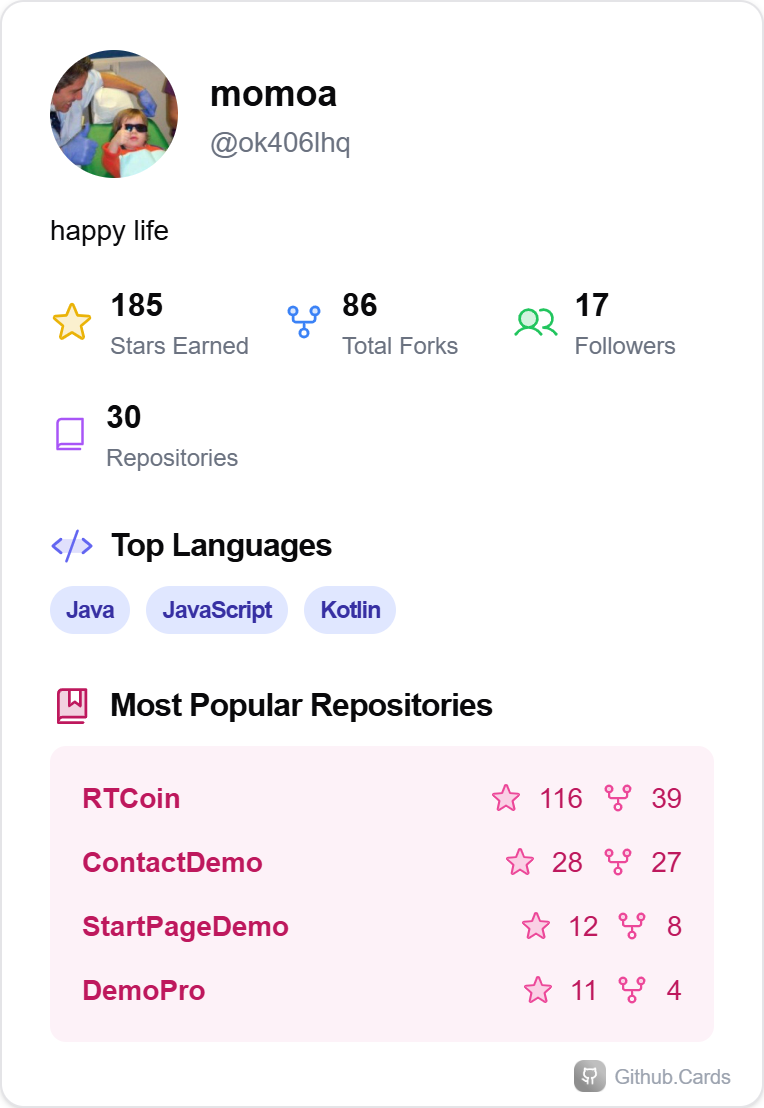 momoa
@ok406lhq
happy life
185
Stars Earned
86
Total Forks
17
Followers
30
Repositories
Top Languages
Java JavaScript Kotlin
Most Popular Repositories
RTCoin 116 39
ContactDemo 28 27
StartPageDemo 12 8
DemoPro 11 4
Github.Cards